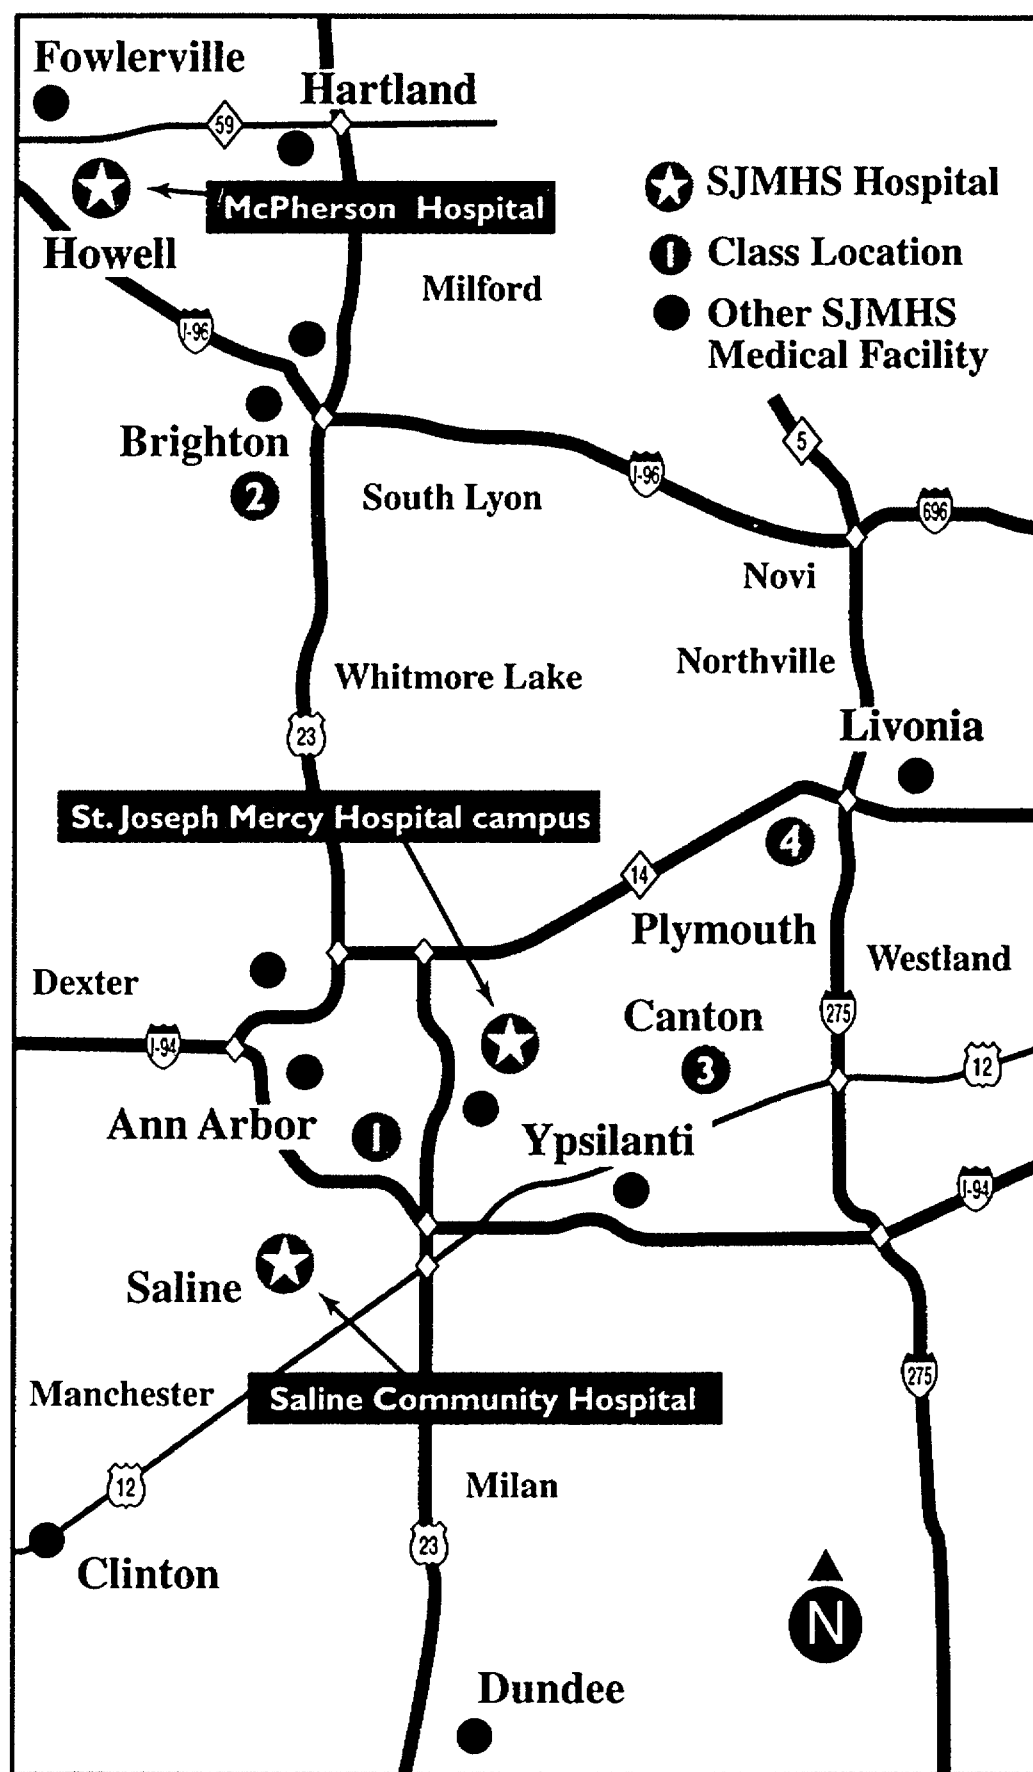 Fowlerville
Hartland
59
SJMHS Hospital
McPherson Hospital
Howell
1 Class Location
Milford
Other SJMHS
Medical Facility
I-96
Brighton
5
I-96
2
South Lyon
696
Novi
Northville
Whitmore Lake
Livonia
23
St. Joseph Mercy Hospital campus
4
14
Plymouth
Westland
Dexter
Canton
275
I-94
3
12
Ann Arbor
1
Ypsilanti
I-94
Saline
275
Manchester
Saline Community Hospital
12
Milan
23
Clinton
N
Dundee